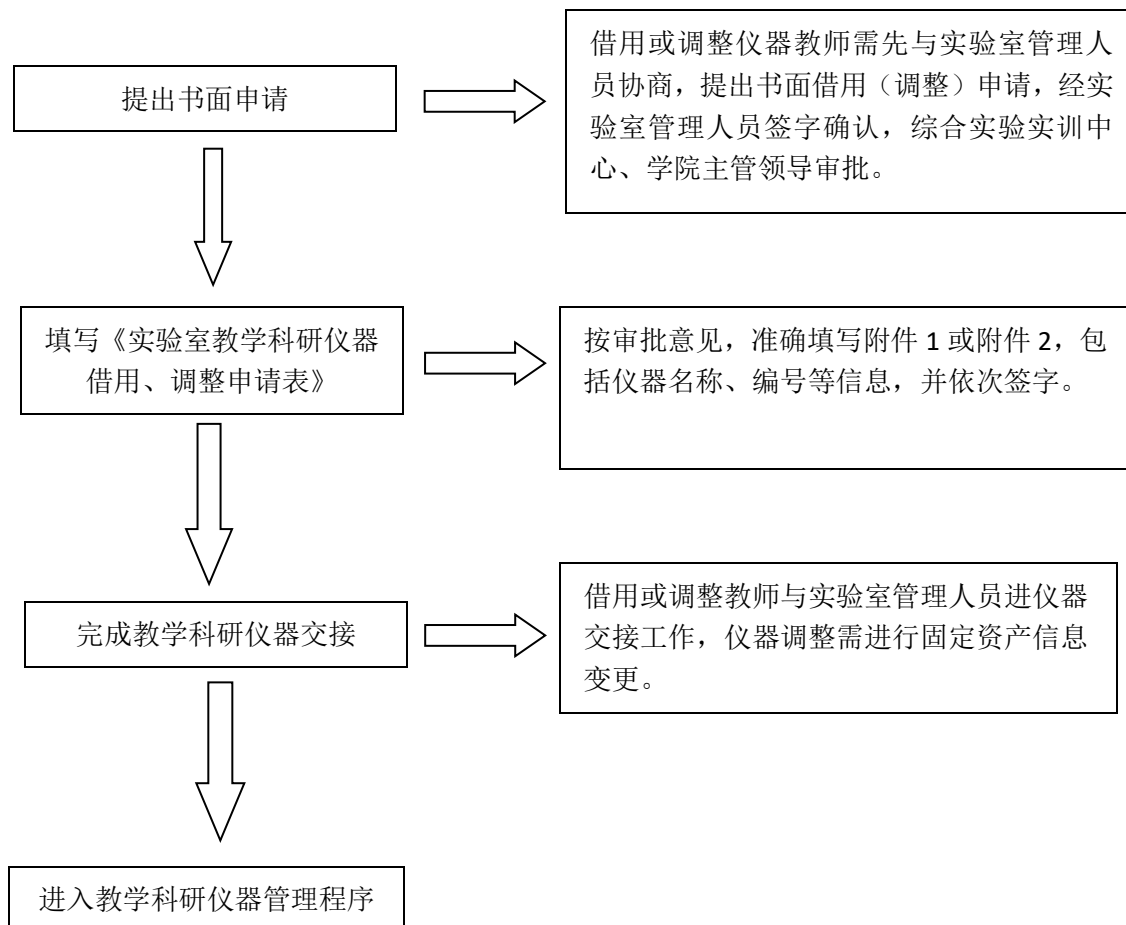 提出书面申请
借用或调整仪器教师需先与实验室管理人
员协商，提出书面借用（调整）申请，经实
验室管理人员签字确认，综合实验实训中
心、学院主管领导审批。
填写《实验室教学科研仪器
借用、调整申请表》
按审批意见，准确填写附件 1 或附件 2，包
括仪器名称、编号等信息，并依次签字。
完成教学科研仪器交接
借用或调整教师与实验室管理人员进仪器
交接工作，仪器调整需进行固定资产信息
变更。
进入教学科研仪器管理程序